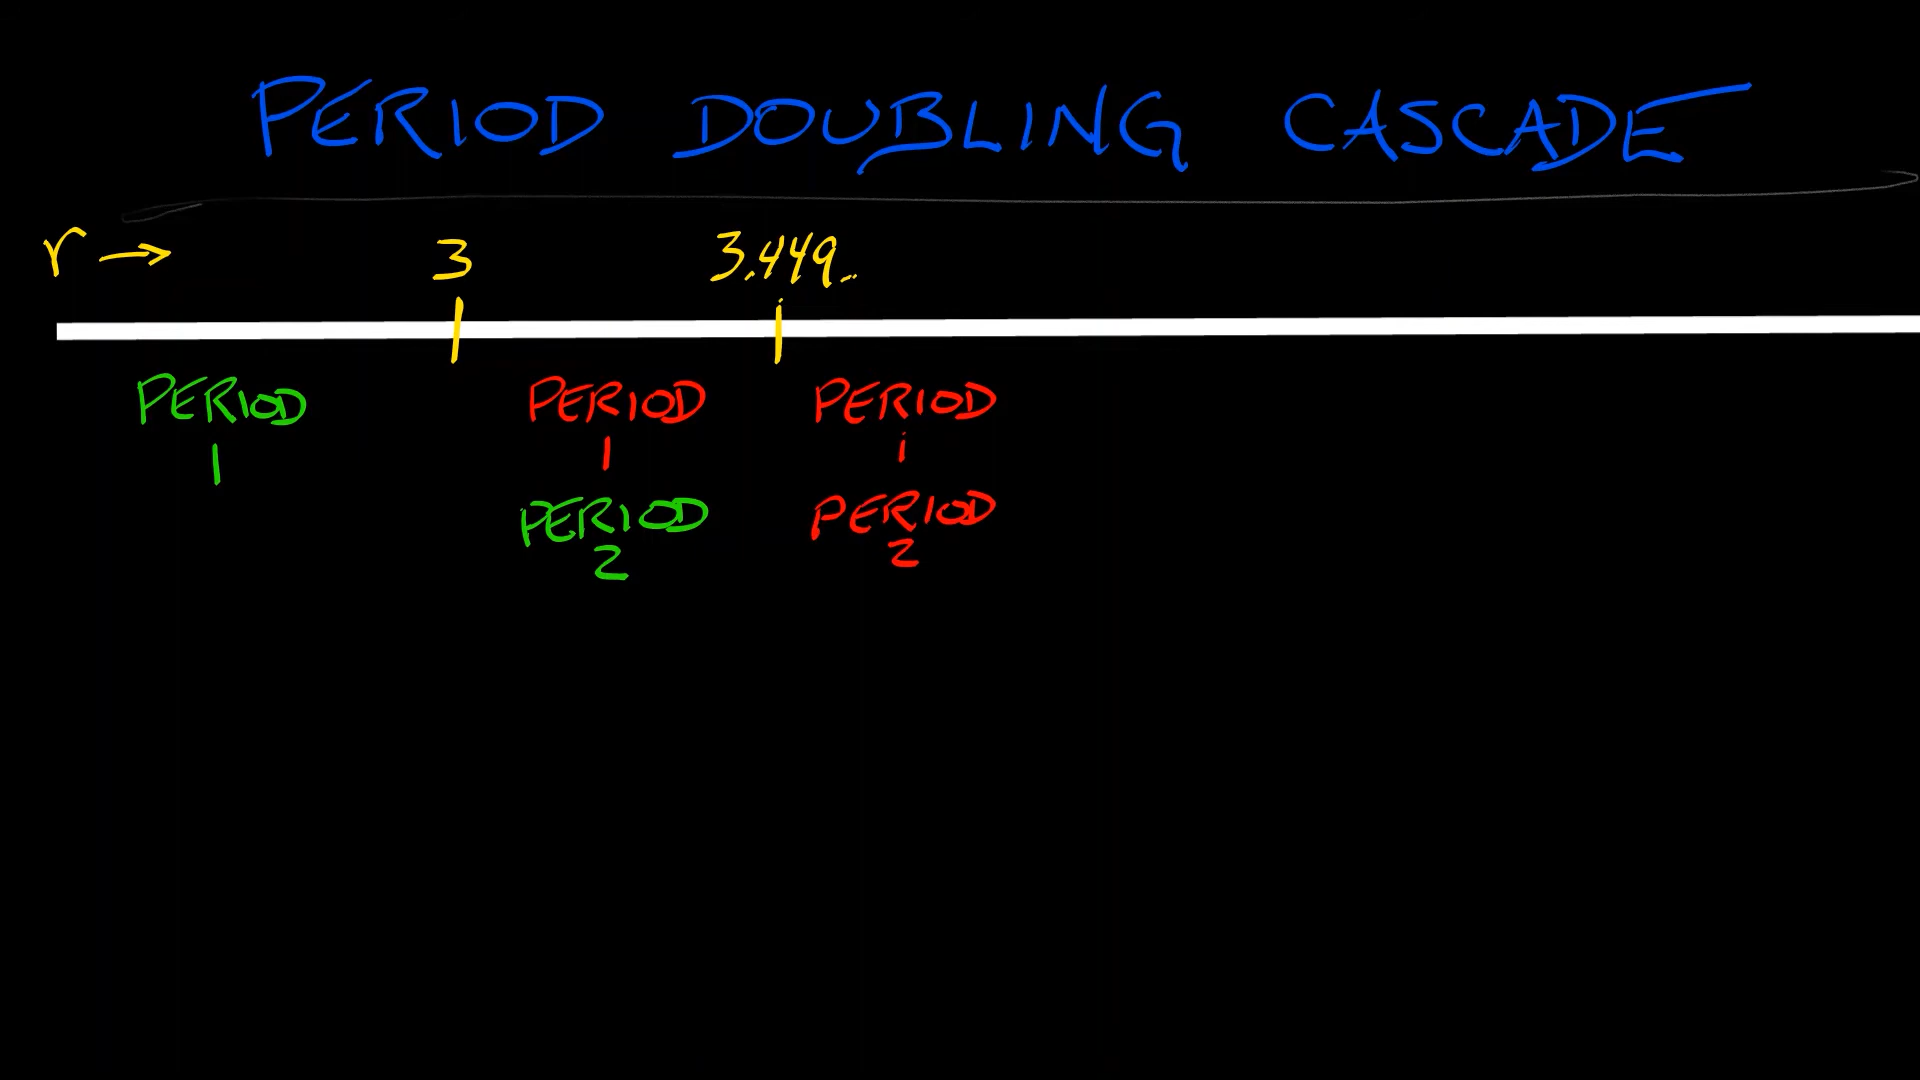 PERIOD DOUBLING CASCADE
r → 3 3.449..
PERIOD PERIOD PERIOD
1 1 1
PERIOD PERIOD
2 2